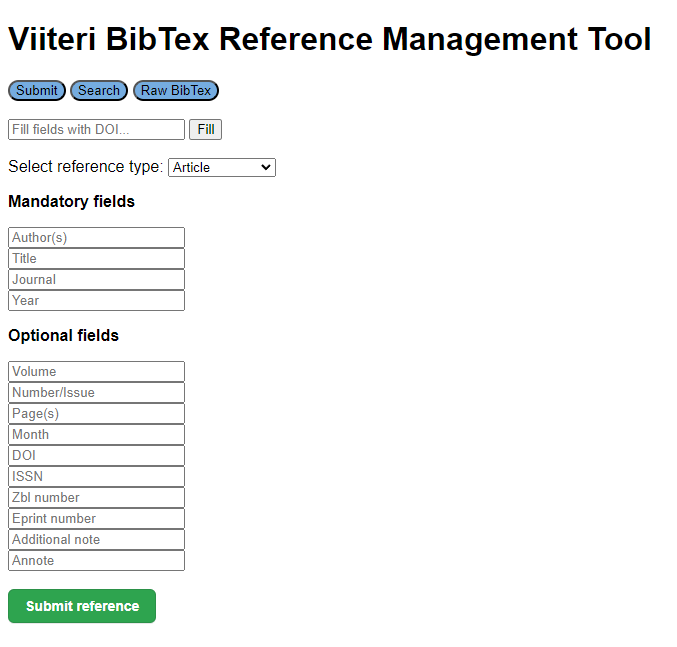 Viiteri BibTex Reference Management Tool
Submit Search Raw BibTex
Fill fields with DOI... Fill
Select reference type: Article
Mandatory fields
Author(s)
Title
Journal
Year
Optional fields
Volume
Number/Issue
Page(s)
Month
DOI
ISSN
Zbl number
Eprint number
Additional note
Annote
Submit reference